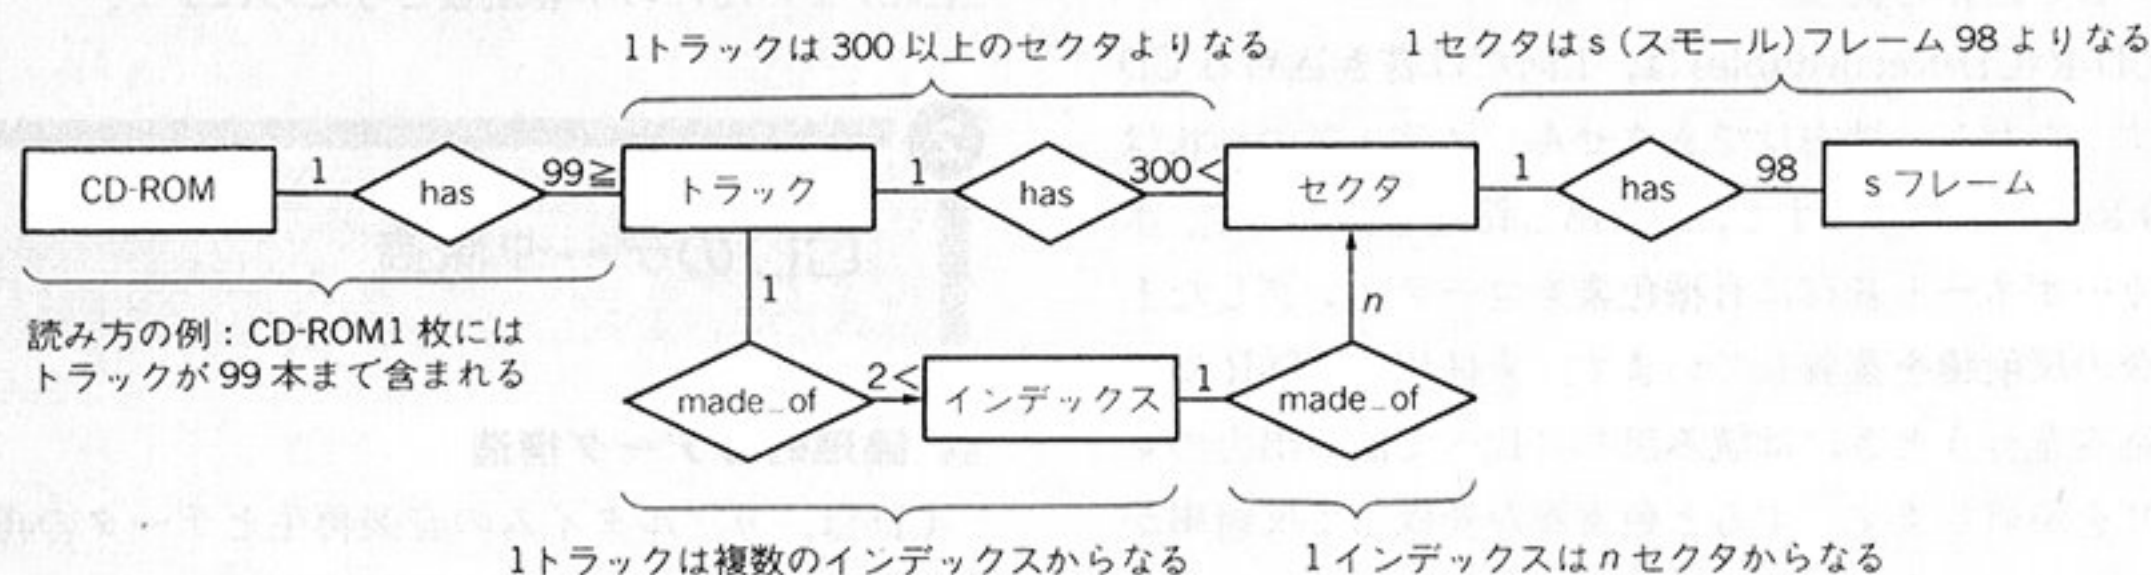 1トラックは300以上のセクタよりなる
1セクタはs(スモール)フレーム98よりなる
CD-ROM
1
has
99≧
トラック
1
has
300<
セクタ
1
has
98
sフレーム
1
n
読み方の例：CD-ROM1枚には
トラックが99本まで含まれる
made_of
2<
インデックス
1
made_of
1トラックは複数のインデックスからなる
1インデックスはnセクタからなる